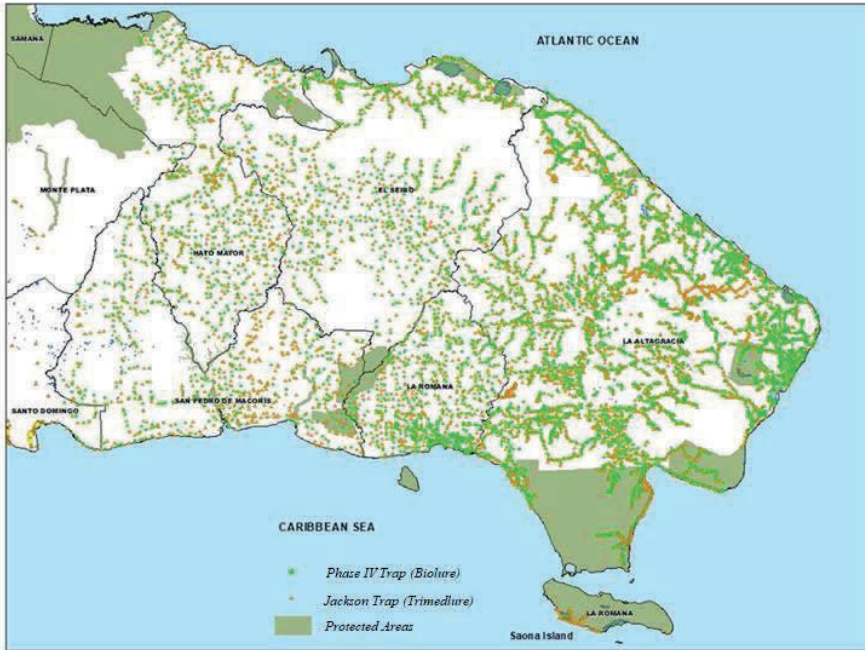 SAMANA
ATLANTIC OCEAN
MONTE PLATA
EL SEIBO
HATO MAYOR
LA ALTAGRACIA
LA ROMANA
SAN PEDRO DE MACORIS
SANTO DOMINGO
CARIBBEAN SEA
Phase IV Trap (Biolure)
Jackson Trap (Trimedlure)
Protected Areas
LA ROMANA
Saona Island